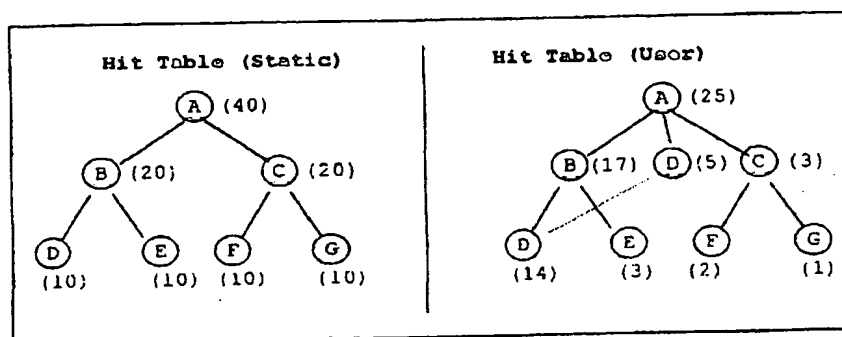 Hit Table (Static)
A (40)
B (20)
C (20)
D
E
F
G
(10)
(10)
(10)
(10)
Hit Table (User)
A (25)
B (17)
D (5)
C (3)
D
E
F
G
(14)
(3)
(2)
(1)